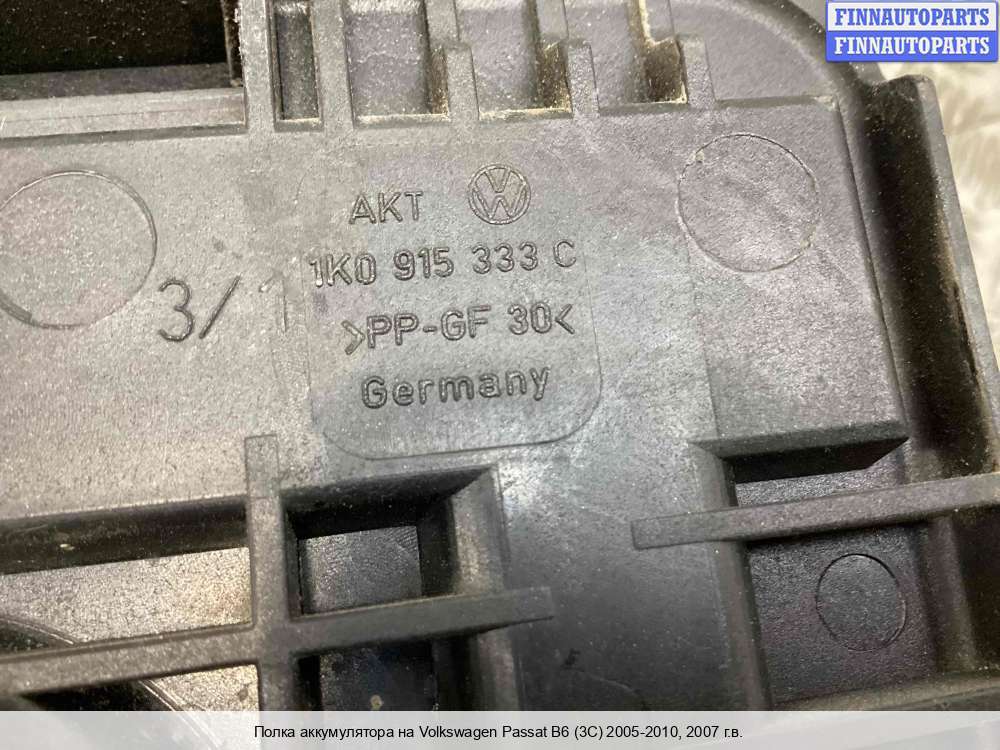 FINNAUTOPARTS
FINNAUTOPARTS
AKT
1K0 915 333 C
3/1
>PP-GF 30<
Germany
Полка аккумулятора на Volkswagen Passat B6 (3C) 2005-2010, 2007 г.в.